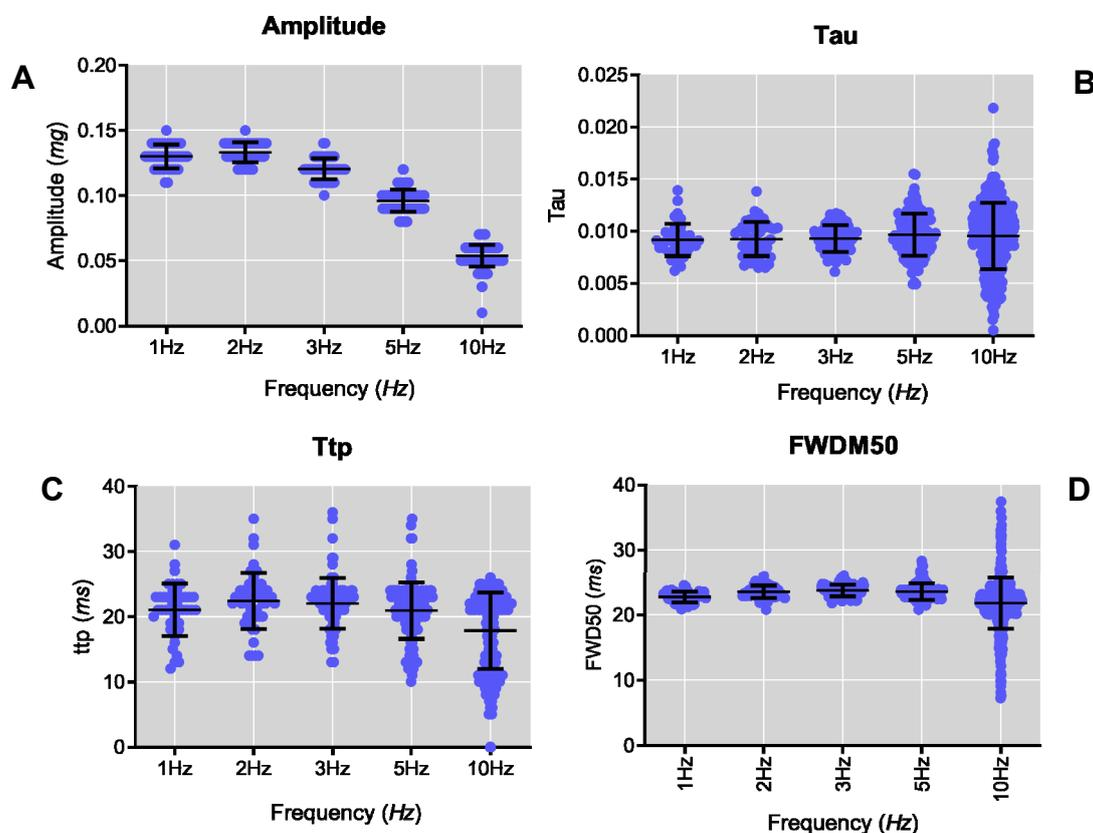 Amplitude
A
0.20
0.15
0.10
0.05
0.00
Amplitude (mg)
1Hz 2Hz 3Hz 5Hz 10Hz
Frequency (Hz)
Tau
B
0.025
0.020
0.015
0.010
0.005
0.000
Tau
1Hz 2Hz 3Hz 5Hz 10Hz
Frequency (Hz)
Ttp
C
40
30
20
10
0
ttp (ms)
1Hz 2Hz 3Hz 5Hz 10Hz
Frequency (Hz)
FWDM50
D
40
30
20
10
0
FWD50 (ms)
1Hz 2Hz 3Hz 5Hz 10Hz
Frequency (Hz)